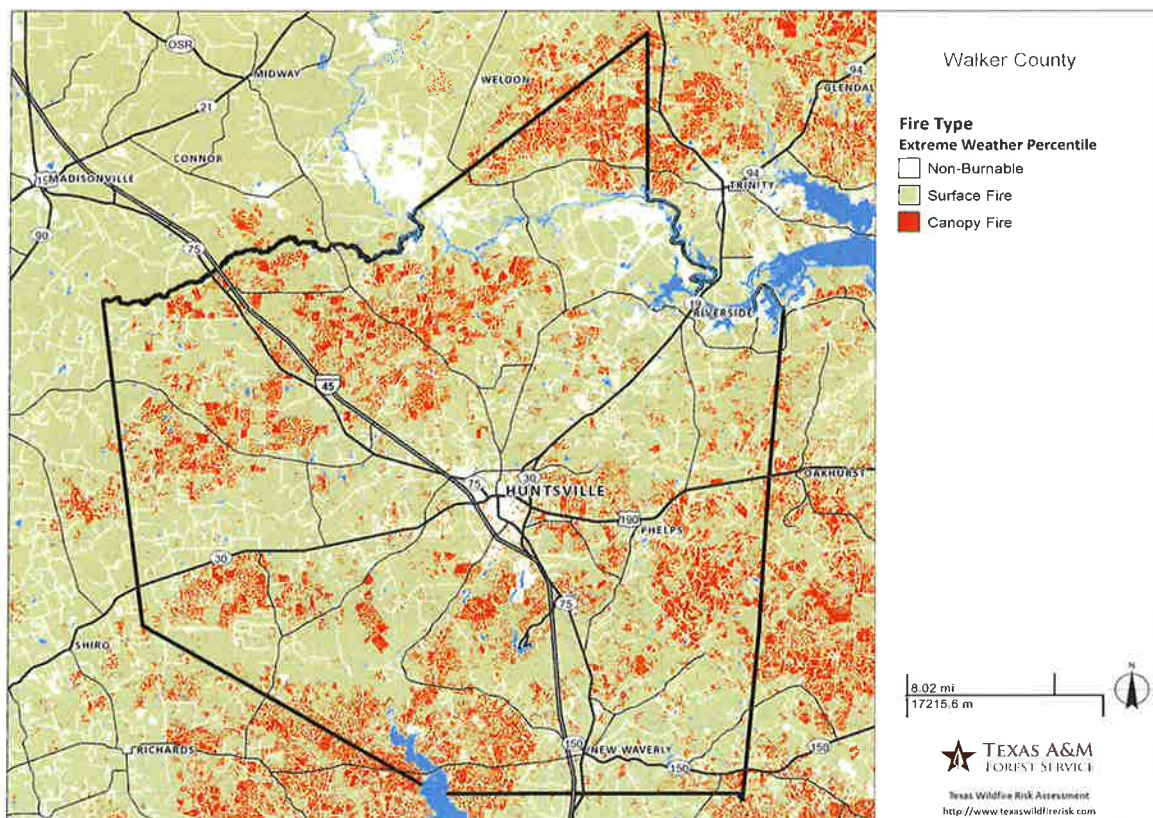 Walker County
Fire Type
Extreme Weather Percentile
Non-Burnable
Surface Fire
Canopy Fire
OSR
MIDWAY
WELDON
94
GLENDAL
21
CONNOR
MADISONVILLE
94
TRINITY
90
75
19
RIVERSIDE
45
OAKHURST
75
30
HUNTSVILLE
190
PHELPS
30
75
SHIRO
RICHARDS
150
NEW WAVERLY
150
150
8.02 mi
17215.6 m
N
TEXAS A&M
FOREST SERVICE
Texas Wildfire Risk Assessment
http://www.texaswildfirerisk.com